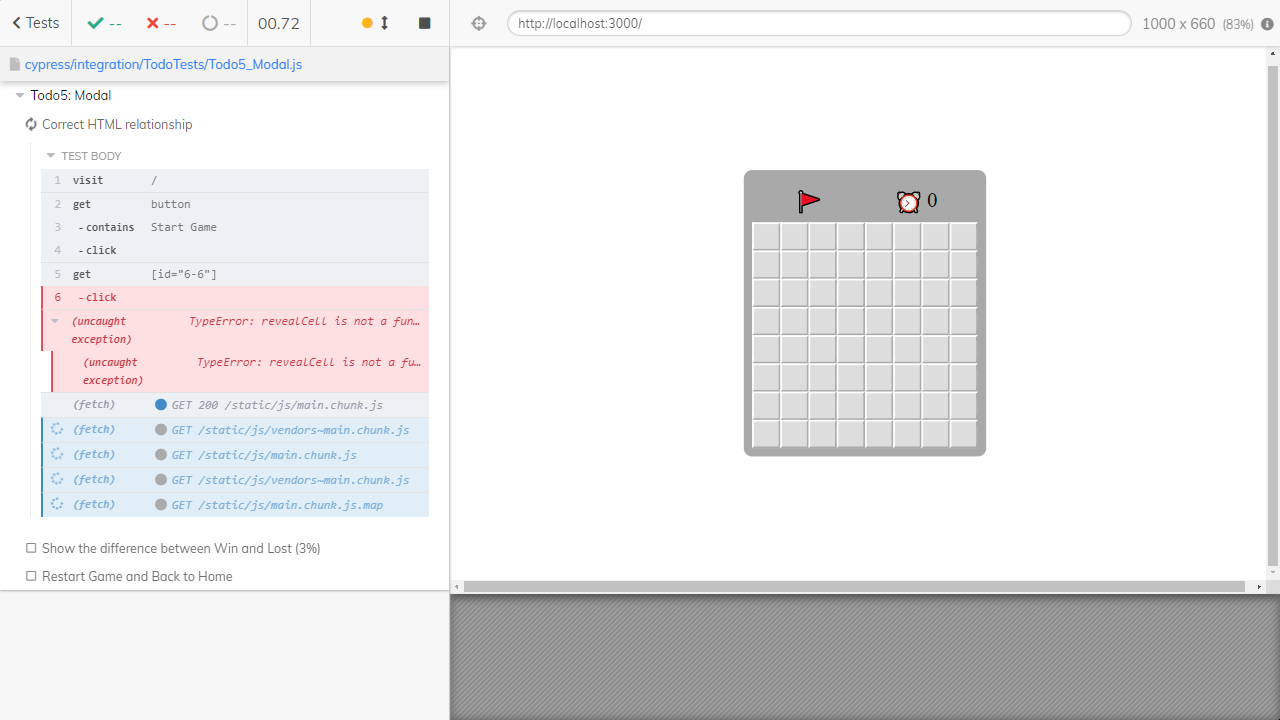 Tests
--
--
--
00.72
http://localhost:3000/
1000 x 660 (83%)
cypress/integration/TodoTests/Todo5_Modal.js
Todo5: Modal
Correct HTML relationship
TEST BODY
1 visit /
2 get button
3 - contains Start Game
4 - click
5 get [id="6-6"]
6 - click
(uncaught exception) TypeError: revealCell is not a fun…
(uncaught exception) TypeError: revealCell is not a fu…
(fetch) GET 200 /static/js/main.chunk.js
(fetch) GET /static/js/vendors~main.chunk.js
(fetch) GET /static/js/main.chunk.js
(fetch) GET /static/js/vendors~main.chunk.js
(fetch) GET /static/js/main.chunk.js.map
Show the difference between Win and Lost (3%)
Restart Game and Back to Home
0